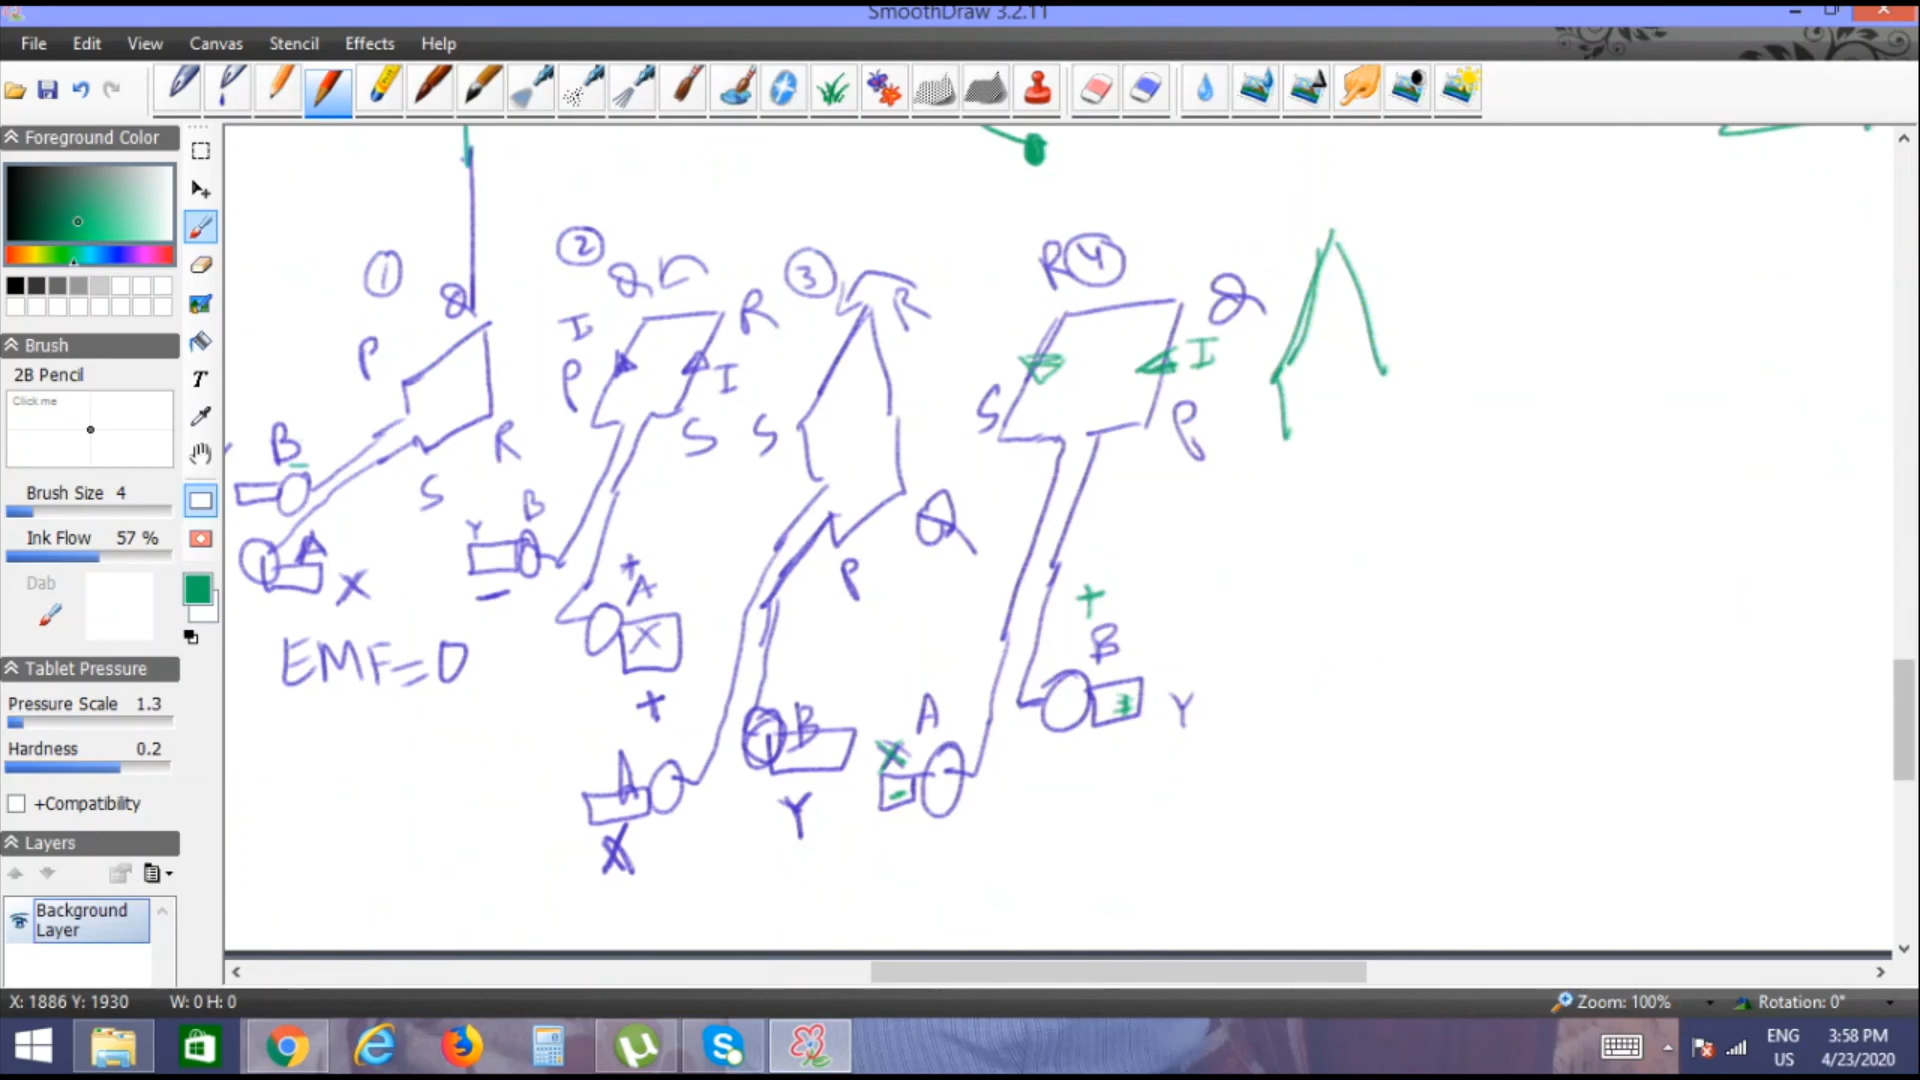 SmoothDraw 3.2.11
File Edit View Canvas Stencil Effects Help
Foreground Color
Brush
2B Pencil
Click me
Brush Size 4
Ink Flow 57 %
Dab
Tablet Pressure
Pressure Scale 1.3
Hardness 0.2
+Compatibility
Layers
Background
Layer
1
P Q
R
S
B
A
X
EMF=0
2
Q
R
I
P
I
S
Y B
+
A
X
+
3
R
S
Q
P
A
X
B
Y
R 4
Q
I
S
P
+
B
Y
A
X
-
X: 1886 Y: 1930 W: 0 H: 0
Zoom: 100% Rotation: 0°
ENG
US
3:58 PM
4/23/2020